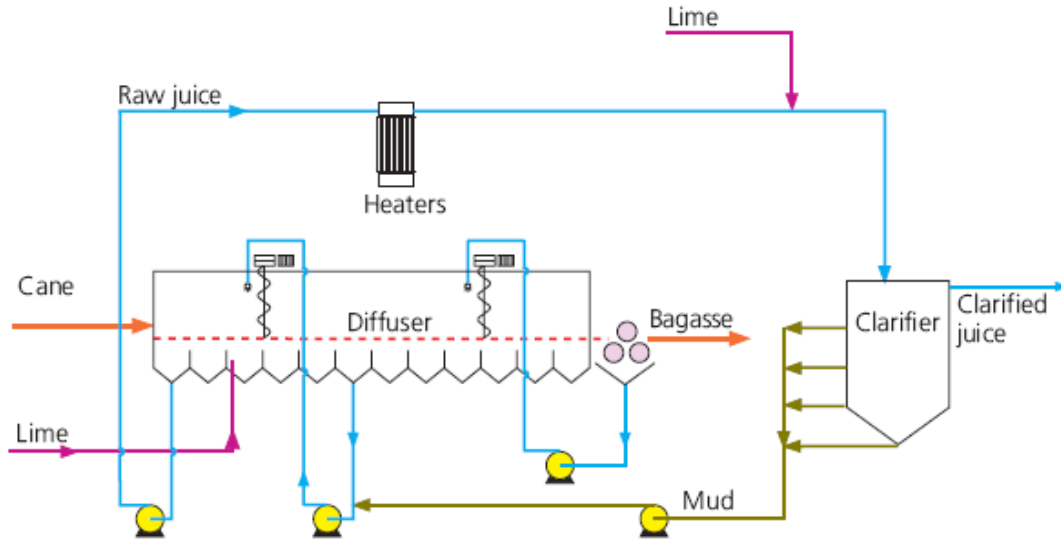 Lime
Raw juice
Heaters
Cane
Diffuser
Bagasse
Clarifier
Clarified
juice
Lime
Mud